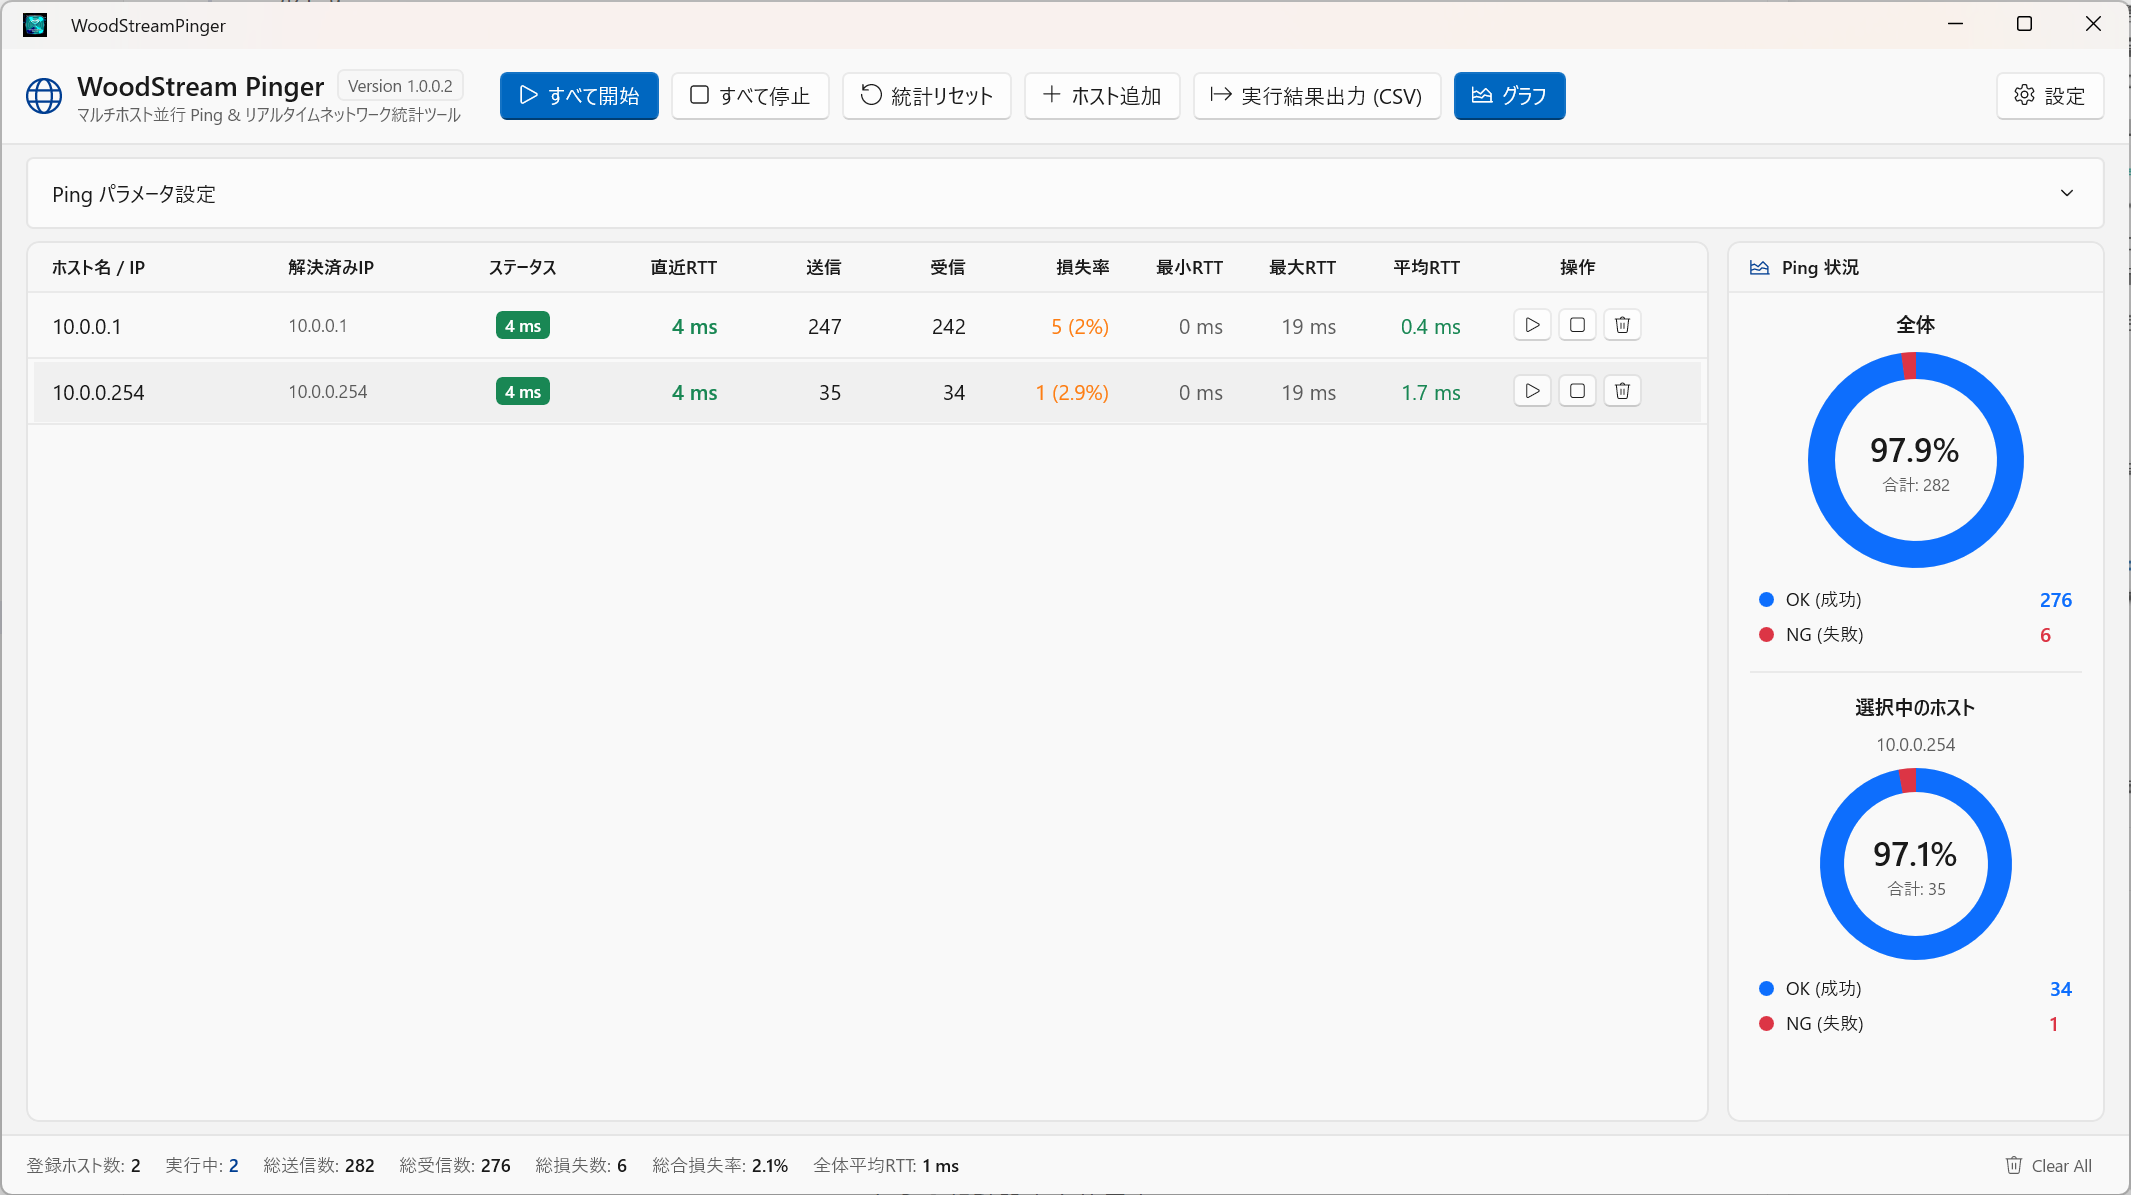 WoodStreamPinger
WoodStream Pinger Version 1.0.0.2
マルチホスト並行 Ping & リアルタイムネットワーク統計ツール
すべて開始 すべて停止 統計リセット ホスト追加 実行結果出力 (CSV) グラフ 設定
Ping パラメータ設定
ホスト名 / IP 解決済みIP ステータス 直近RTT 送信 受信 損失率 最小RTT 最大RTT 平均RTT 操作
10.0.0.1 10.0.0.1 4 ms 4 ms 247 242 5 (2%) 0 ms 19 ms 0.4 ms
10.0.0.254 10.0.0.254 4 ms 4 ms 35 34 1 (2.9%) 0 ms 19 ms 1.7 ms
Ping 状況
全体
97.9%
合計: 282
OK (成功) 276
NG (失敗) 6
選択中のホスト
10.0.0.254
97.1%
合計: 35
OK (成功) 34
NG (失敗) 1
登録ホスト数: 2 実行中: 2 総送信数: 282 総受信数: 276 総損失数: 6 総合損失率: 2.1% 全体平均RTT: 1 ms Clear All